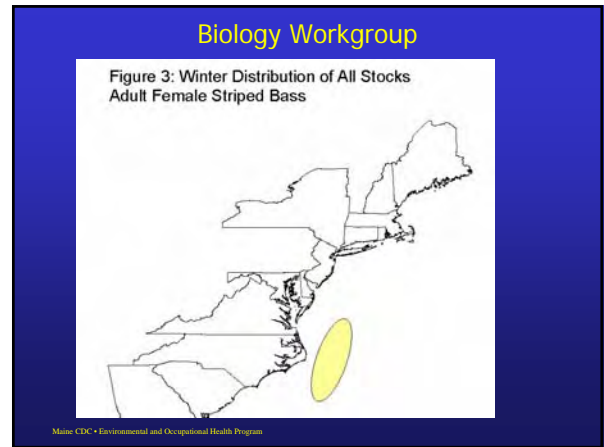 Biology Workgroup
Figure 3: Winter Distribution of All Stocks
Adult Female Striped Bass
Maine CDC • Environmental and Occupational Health Program